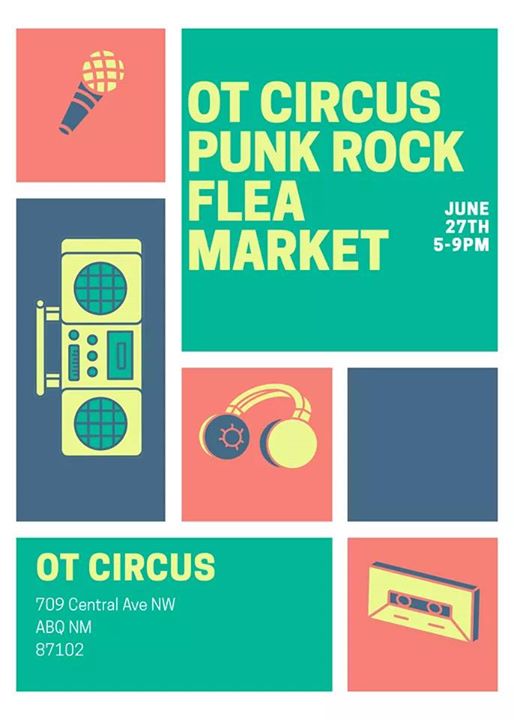 OT CIRCUS
PUNK ROCK
FLEA
MARKET
JUNE
27TH
5-9PM
OT CIRCUS
709 Central Ave NW
ABQ NM
87102